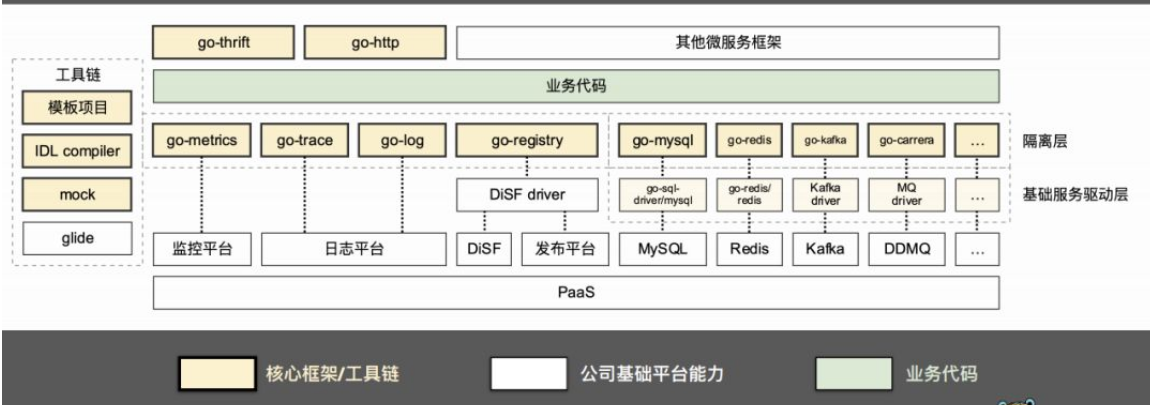 go-thrift
go-http
其他微服务框架
工具链
模板项目
IDL compiler
mock
glide
业务代码
go-metrics
go-trace
go-log
go-registry
go-mysql
go-redis
go-kafka
go-carrera
...
隔离层
DiSF driver
go-sql-
driver/mysql
go-redis/
redis
Kafka
driver
MQ
driver
...
基础服务驱动层
监控平台
日志平台
DiSF
发布平台
MySQL
Redis
Kafka
DDMQ
...
PaaS
核心框架/工具链
公司基础平台能力
业务代码